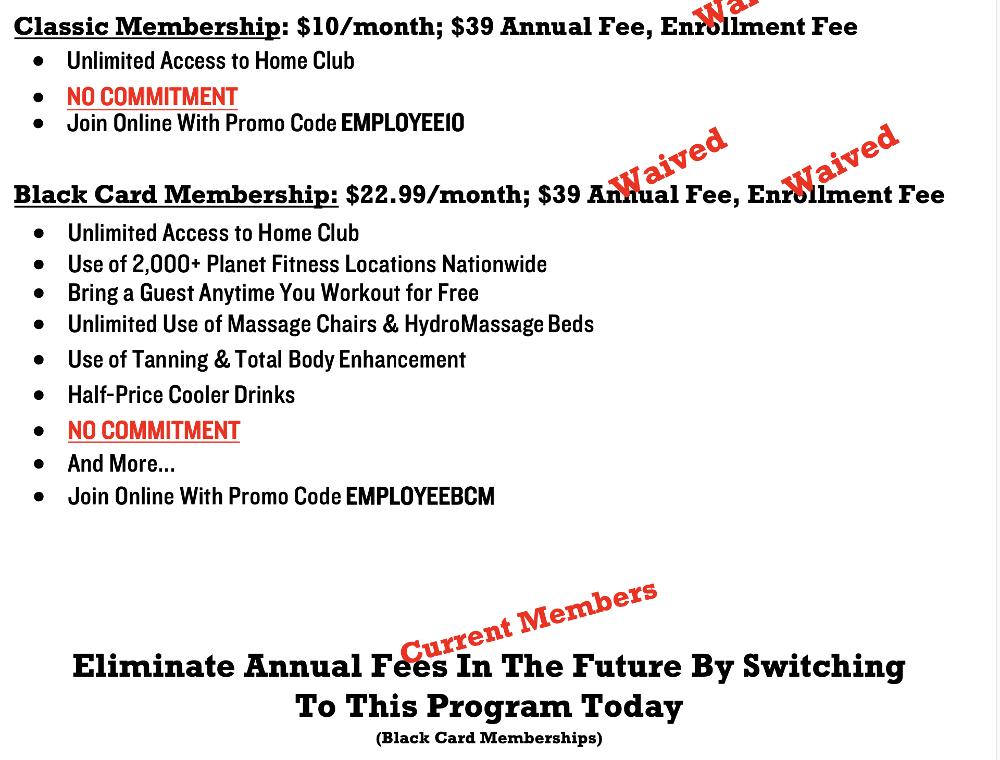 Classic Membership: $10/month; $39 Annual Fee, Enrollment Fee
• Unlimited Access to Home Club
• NO COMMITMENT
• Join Online With Promo Code EMPLOYEE10
Waived Waived
Black Card Membership: $22.99/month; $39 Annual Fee, Enrollment Fee
• Unlimited Access to Home Club
• Use of 2,000+ Planet Fitness Locations Nationwide
• Bring a Guest Anytime You Workout for Free
• Unlimited Use of Massage Chairs & HydroMassage Beds
• Use of Tanning & Total Body Enhancement
• Half-Price Cooler Drinks
• NO COMMITMENT
• And More...
• Join Online With Promo Code EMPLOYEEBCM
Current Members
Eliminate Annual Fees In The Future By Switching
To This Program Today
(Black Card Memberships)